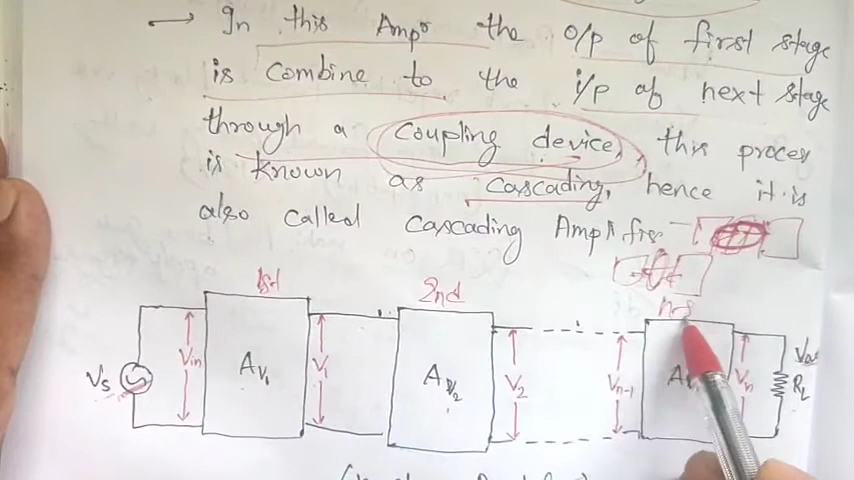 → In this Ampr the o/p of first stage
is combine to the i/p of next stage
through a coupling device, this proces
is known as cascading, hence it is
also called cascading Amplifier
1st 2nd
Vs Vin Av1 V1 Av2 V2 Vn-1 Vn RL